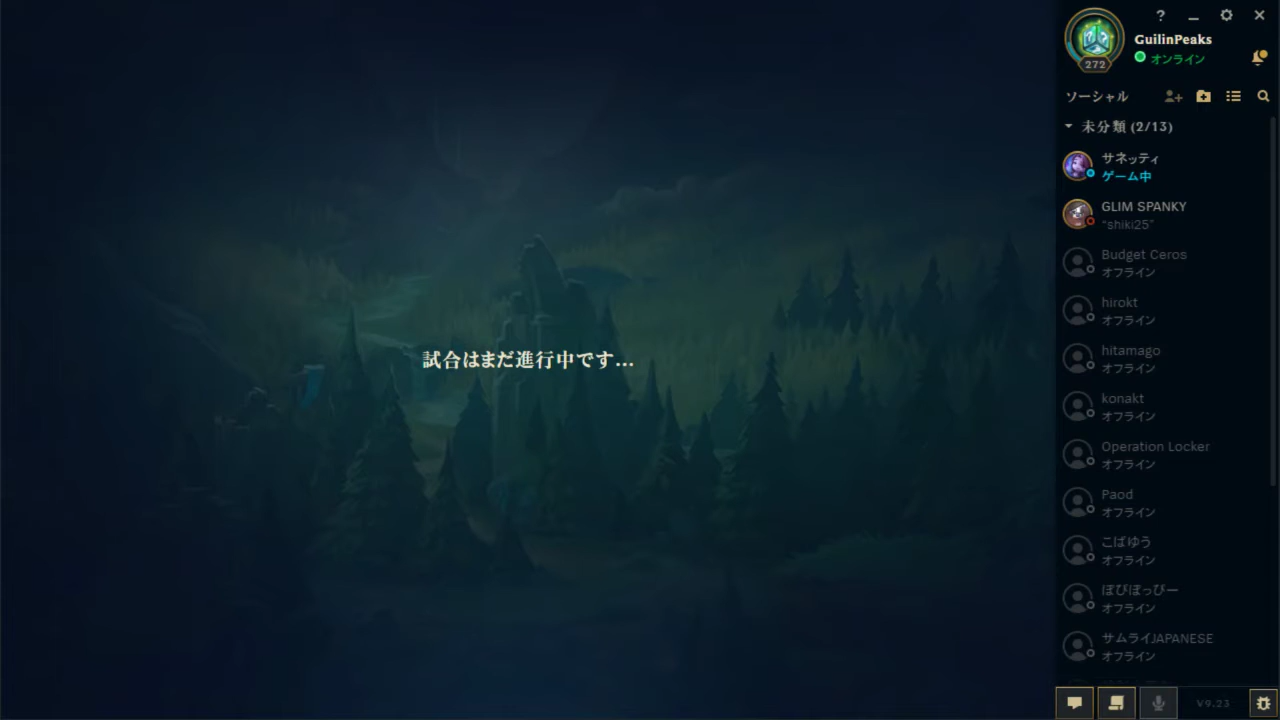 ?
GuilinPeaks
272
オンライン
ソーシャル
未分類 (2/13)
サネッティ
ゲーム中
GLIM SPANKY
"shiki25"
Budget Ceros
オフライン
hirokt
オフライン
試合はまだ進行中です...
hitamago
オフライン
konakt
オフライン
Operation Locker
オフライン
Paod
オフライン
こばゆう
オフライン
ぽぴぽっぴー
オフライン
サムライJAPANESE
オフライン
V9.23